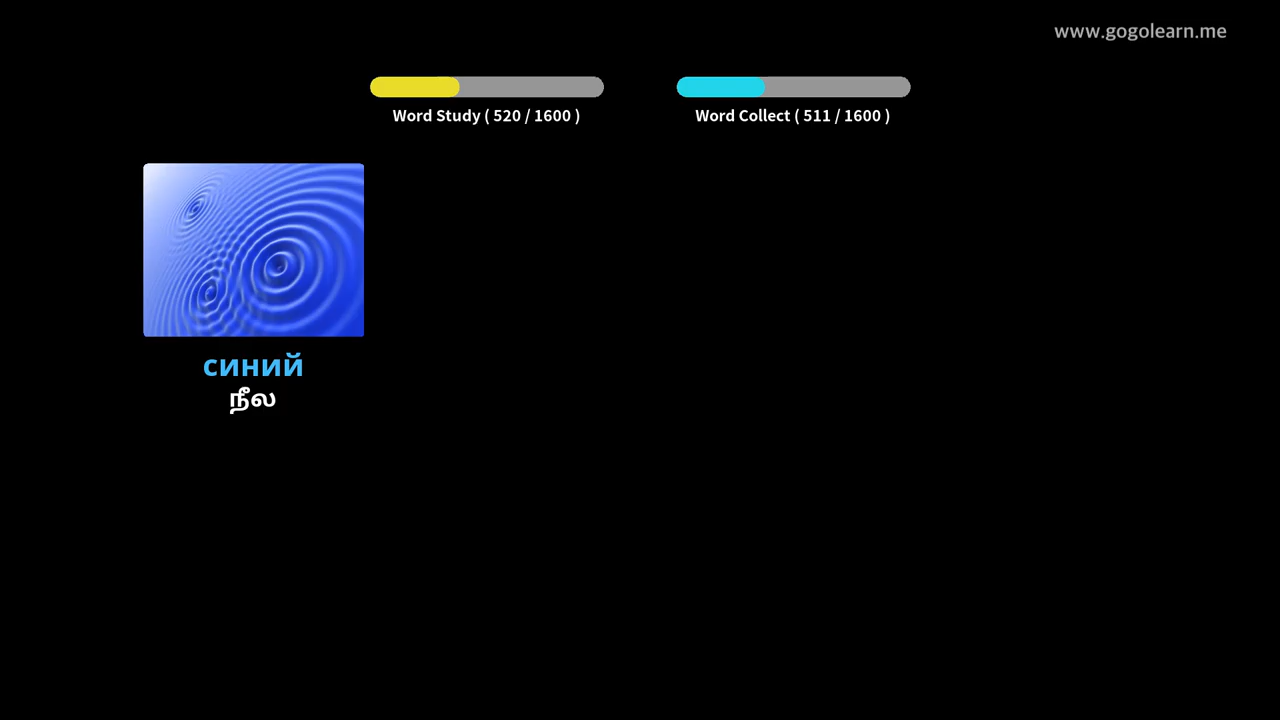 www.gogolearn.me
Word Study ( 520 / 1600 )
Word Collect ( 511 / 1600 )
синий
நீல